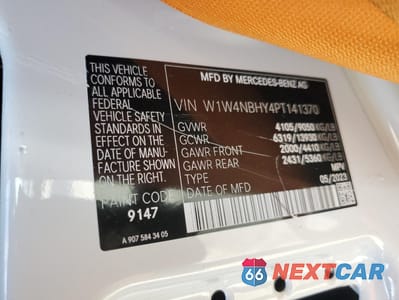 THIS VEHICLE
CONFORMS TO
ALL APPLICABLE
FEDERAL
MOTOR
VEHICLE SAFETY
STANDARDS IN
EFFECT ON THE
DATE OF MANU-
FACTURE SHOWN
ON THE RIGHT.
PAINT CODE
9147
A 907 584 34 05
MFD BY MERCEDES-BENZ AG
VIN W1W4NBHY4PT141370
GVWR 4105/9050 KG/LB
GCWR 6319/13930 KG/LB
GAWR FRONT 2000/4410 KG/LB
GAWR REAR 2431/5360 KG/LB
TYPE MPV
DATE OF MFD 05/2023
66 NEXTCAR